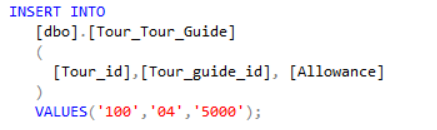 INSERT INTO
[dbo].[Tour_Tour_Guide]
(
[Tour_id],[Tour_guide_id], [Allowance]
)
VALUES('100','04','5000');